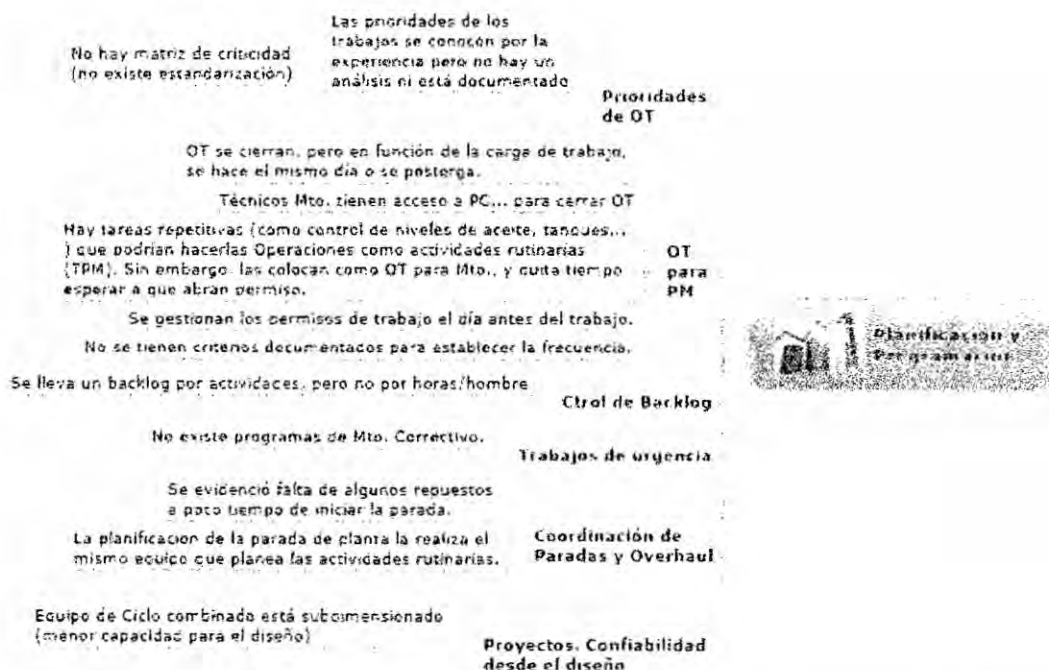 Las prioridades de los
trabajos se conocen por la
experiencia pero no hay un
análisis ni está documentado
No hay matriz de criticidad
(no existe estandarización)
Prioridades
de OT
OT se cierran, pero en función de la carga de trabajo,
se hace el mismo día o se posterga.
Técnicos Mto. tienen acceso a PC... para cerrar OT
Hay tareas repetitivas (como control de niveles de aceite, tanques...
) que podrían hacerlas Operaciones como actividades rutinarias
(TPM). Sin embargo las colocan como OT para Mto., y quita tiempo
esperar a que abran permiso.
OT
para
PM
Se gestionan los permisos de trabajo el día antes del trabajo.
No se tienen criterios documentados para establecer la frecuencia.
Se lleva un backlog por actividades, pero no por horas/hombre
Ctrol de Backlog
No existe programas de Mto. Correctivo.
Trabajos de urgencia
Se evidenció falta de algunos repuestos
a poco tiempo de iniciar la parada.
La planificación de la parada de planta la realiza el
mismo equipo que planea las actividades rutinarias.
Coordinación de
Paradas y Overhaul
Equipo de Ciclo combinado está subdimensionado
(menor capacidad para el diseño)
Proyectos. Confiabilidad
desde el diseño
Planificación y
Programación